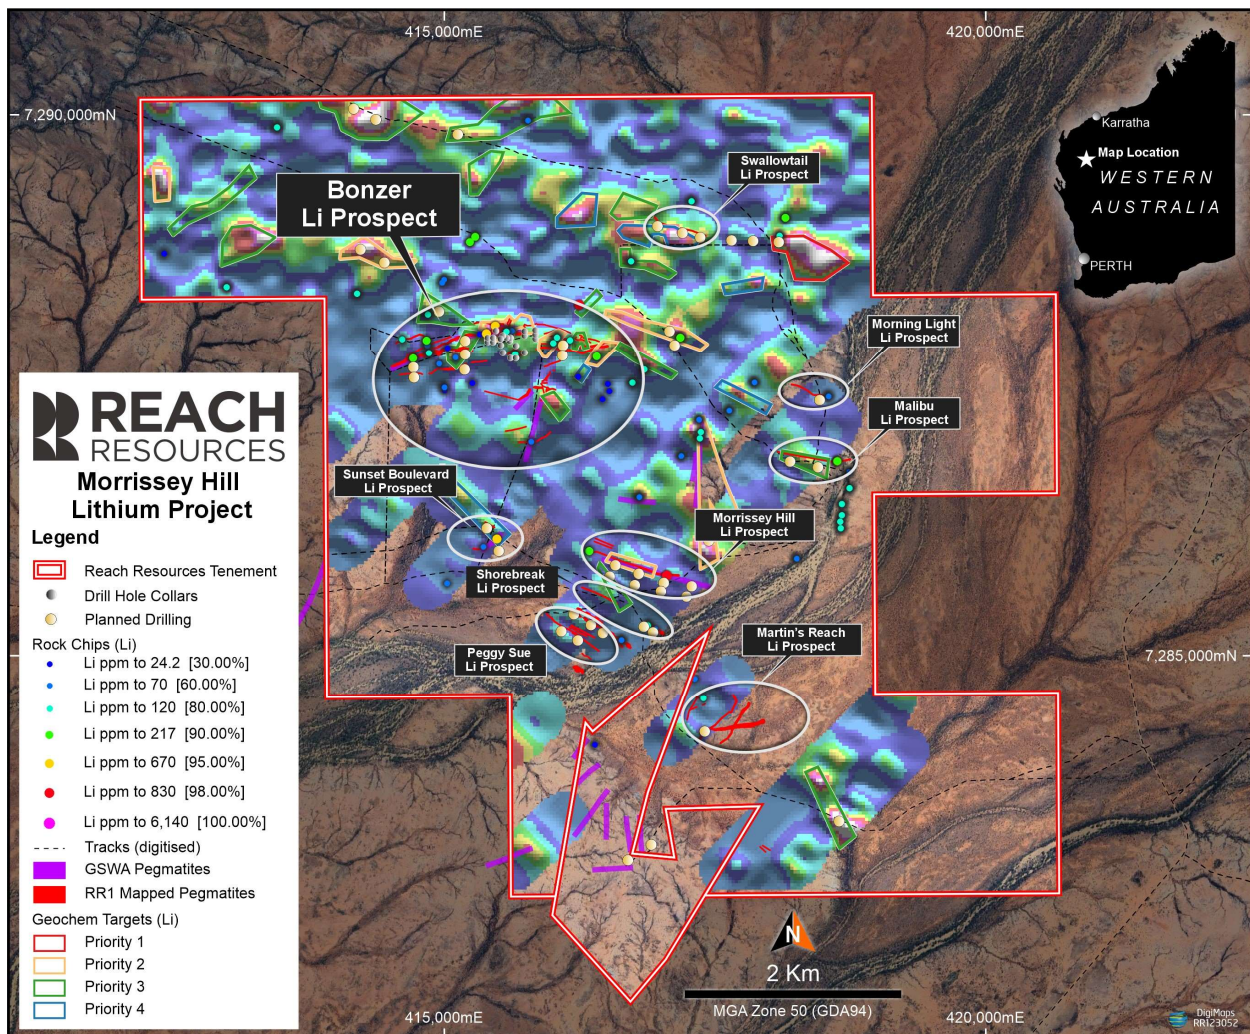 415,000mE
420,000mE
7,290,000mN
Karratha
Map Location
WESTERN
AUSTRALIA
PERTH
Swallowtail
Li Prospect
Bonzer
Li Prospect
Morning Light
Li Prospect
Malibu
Li Prospect
Sunset Boulevard
Li Prospect
Morrissey Hill
Li Prospect
Shorebreak
Li Prospect
Peggy Sue
Li Prospect
Martin's Reach
Li Prospect
7,285,000mN
REACH
RESOURCES
Morrissey Hill
Lithium Project
Legend
Reach Resources Tenement
Drill Hole Collars
Planned Drilling
Rock Chips (Li)
Li ppm to 24.2 [30.00%]
Li ppm to 70 [60.00%]
Li ppm to 120 [80.00%]
Li ppm to 217 [90.00%]
Li ppm to 670 [95.00%]
Li ppm to 830 [98.00%]
Li ppm to 6,140 [100.00%]
Tracks (digitised)
GSWA Pegmatites
RR1 Mapped Pegmatites
Geochem Targets (Li)
Priority 1
Priority 2
Priority 3
Priority 4
N
2 Km
MGA Zone 50 (GDA94)
415,000mE
420,000mE
DigiMaps
RR123052